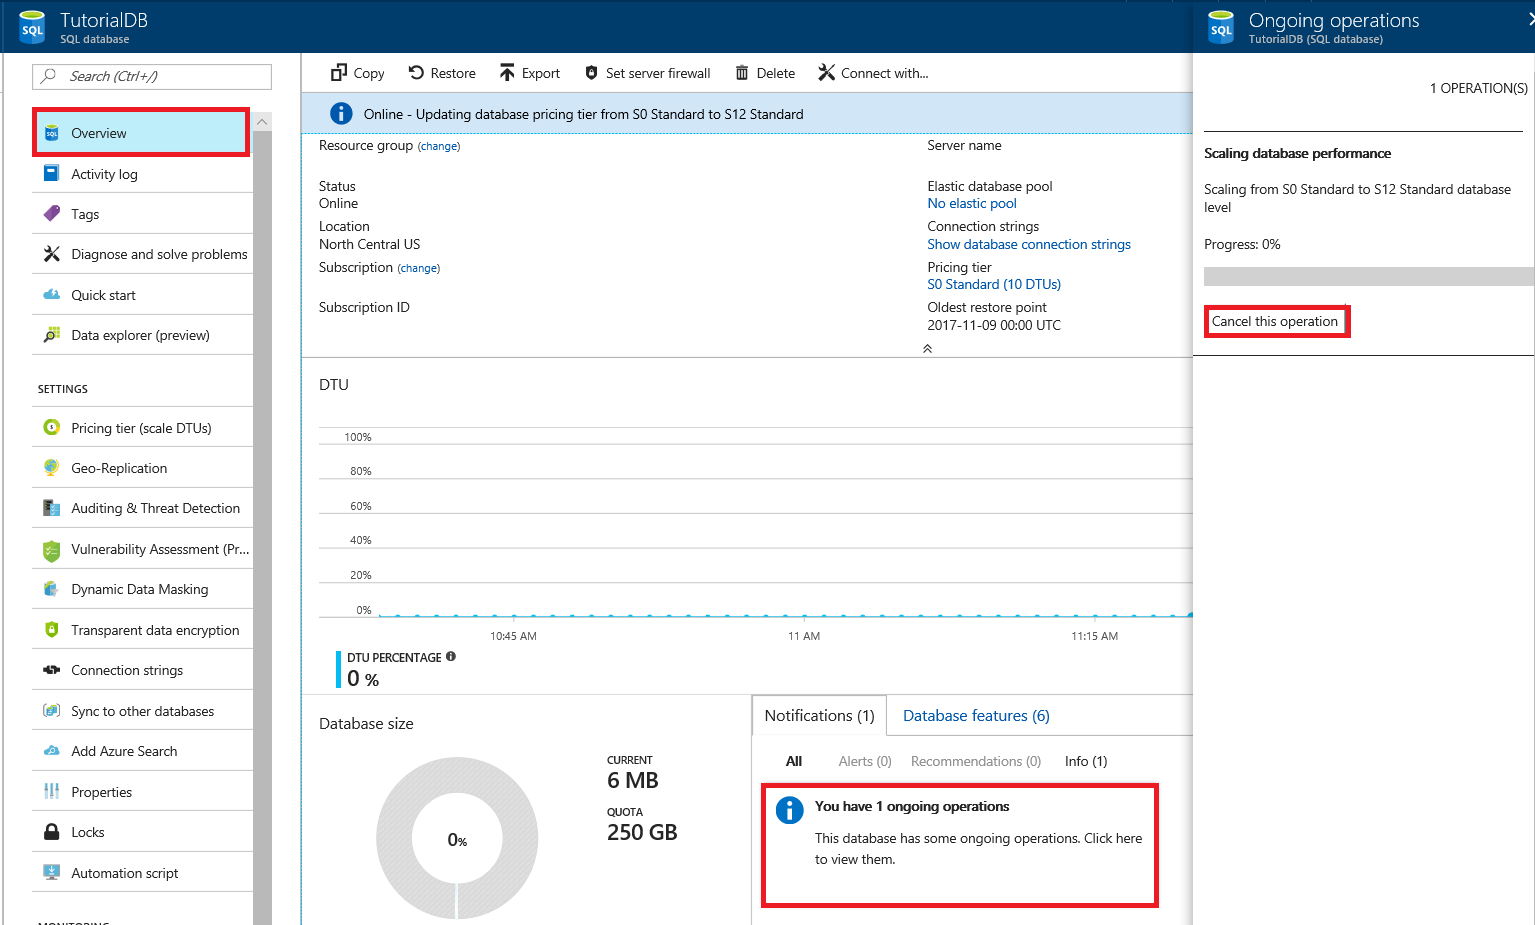 TutorialDB
SQL database
Search (Ctrl+/)
Overview
Activity log
Tags
Diagnose and solve problems
Quick start
Data explorer (preview)
SETTINGS
Pricing tier (scale DTUs)
Geo-Replication
Auditing & Threat Detection
Vulnerability Assessment (Pr...
Dynamic Data Masking
Transparent data encryption
Connection strings
Sync to other databases
Add Azure Search
Properties
Locks
Automation script
MONITORING
Copy Restore Export Set server firewall Delete Connect with...
Online - Updating database pricing tier from S0 Standard to S12 Standard
Resource group (change)
Status
Online
Location
North Central US
Subscription (change)
Subscription ID
Server name
Elastic database pool
No elastic pool
Connection strings
Show database connection strings
Pricing tier
S0 Standard (10 DTUs)
Oldest restore point
2017-11-09 00:00 UTC
DTU
100%
80%
60%
40%
20%
0%
10:45 AM 11 AM 11:15 AM
DTU PERCENTAGE
0 %
Database size
0%
CURRENT
6 MB
QUOTA
250 GB
Notifications (1) Database features (6)
All Alerts (0) Recommendations (0) Info (1)
You have 1 ongoing operations
This database has some ongoing operations. Click here
to view them.
SQL
Ongoing operations
TutorialDB (SQL database)
1 OPERATION(S)
Scaling database performance
Scaling from S0 Standard to S12 Standard database
level
Progress: 0%
Cancel this operation